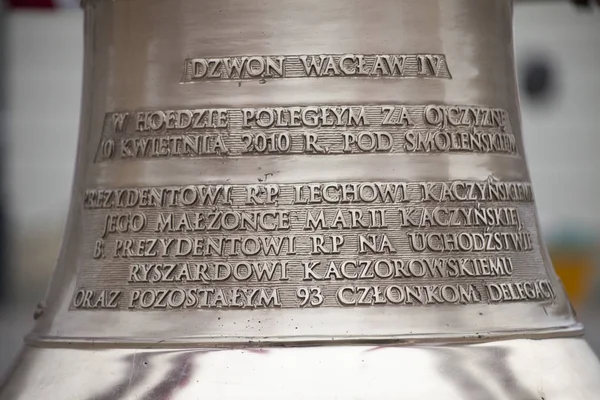 DZWON WACŁAW IV
W HOŁDZIE POLEGŁYM ZA OJCZYZNĘ
10 KWIETNIA 2010 R. POD SMOLEŃSKIEM
PREZYDENTOWI RP LECHOWI KACZYŃSKIEMU
JEGO MAŁŻONCE MARII KACZYŃSKIEJ
B. PREZYDENTOWI RP NA UCHODŹSTWIE
RYSZARDOWI KACZOROWSKIEMU
ORAZ POZOSTAŁYM 93 CZŁONKOM DELEGACJI